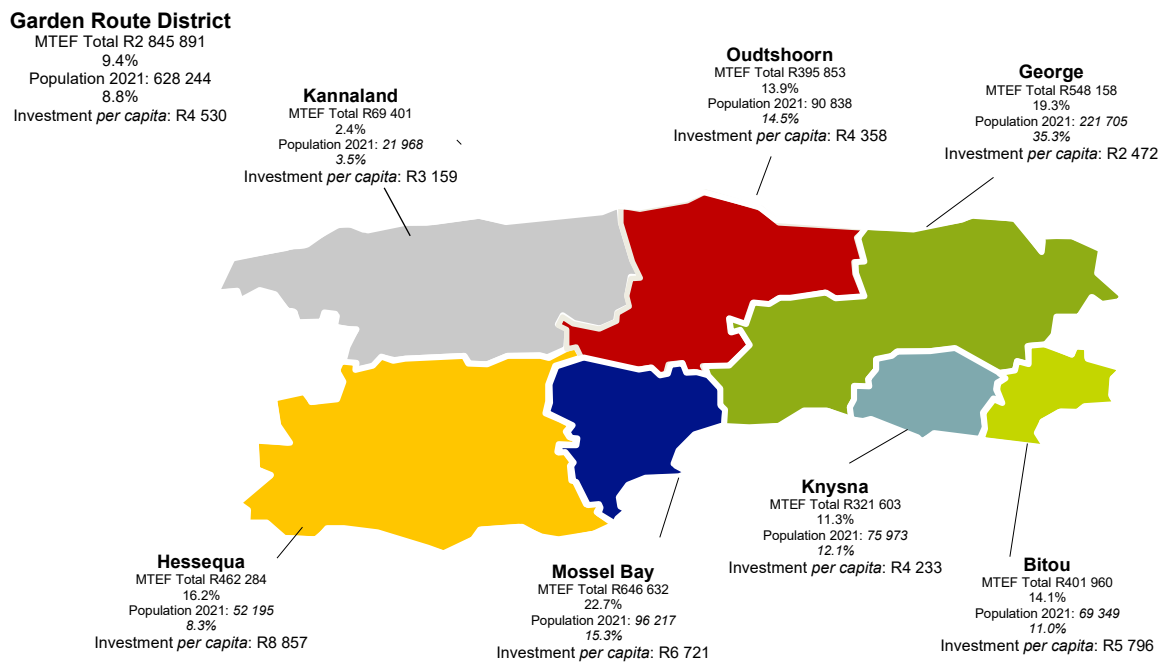 Garden Route District
MTEF Total R2 845 891
9.4%
Population 2021: 628 244
8.8%
Investment per capita: R4 530
Kannaland
MTEF Total R69 401
2.4%
Population 2021: 21 968
3.5%
Investment per capita: R3 159
Oudtshoorn
MTEF Total R395 853
13.9%
Population 2021: 90 838
14.5%
Investment per capita: R4 358
George
MTEF Total R548 158
19.3%
Population 2021: 221 705
35.3%
Investment per capita: R2 472
Hessequa
MTEF Total R462 284
16.2%
Population 2021: 52 195
8.3%
Investment per capita: R8 857
Mossel Bay
MTEF Total R646 632
22.7%
Population 2021: 96 217
15.3%
Investment per capita: R6 721
Knysna
MTEF Total R321 603
11.3%
Population 2021: 75 973
12.1%
Investment per capita: R4 233
Bitou
MTEF Total R401 960
14.1%
Population 2021: 69 349
11.0%
Investment per capita: R5 796